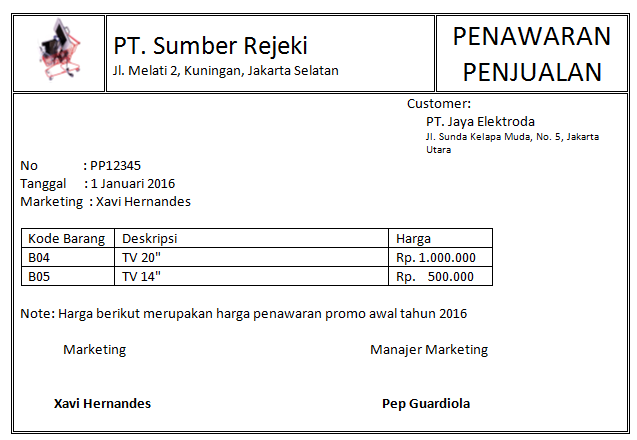 PT. Sumber Rejeki
Jl. Melati 2, Kuningan, Jakarta Selatan
PENAWARAN
PENJUALAN
Customer:
PT. Jaya Elektroda
Jl. Sunda Kelapa Muda, No. 5, Jakarta
Utara
No : PP12345
Tanggal : 1 Januari 2016
Marketing : Xavi Hernandes
Kode Barang Deskripsi Harga
B04 TV 20" Rp. 1.000.000
B05 TV 14" Rp. 500.000
Note: Harga berikut merupakan harga penawaran promo awal tahun 2016
Marketing Manajer Marketing
Xavi Hernandes Pep Guardiola